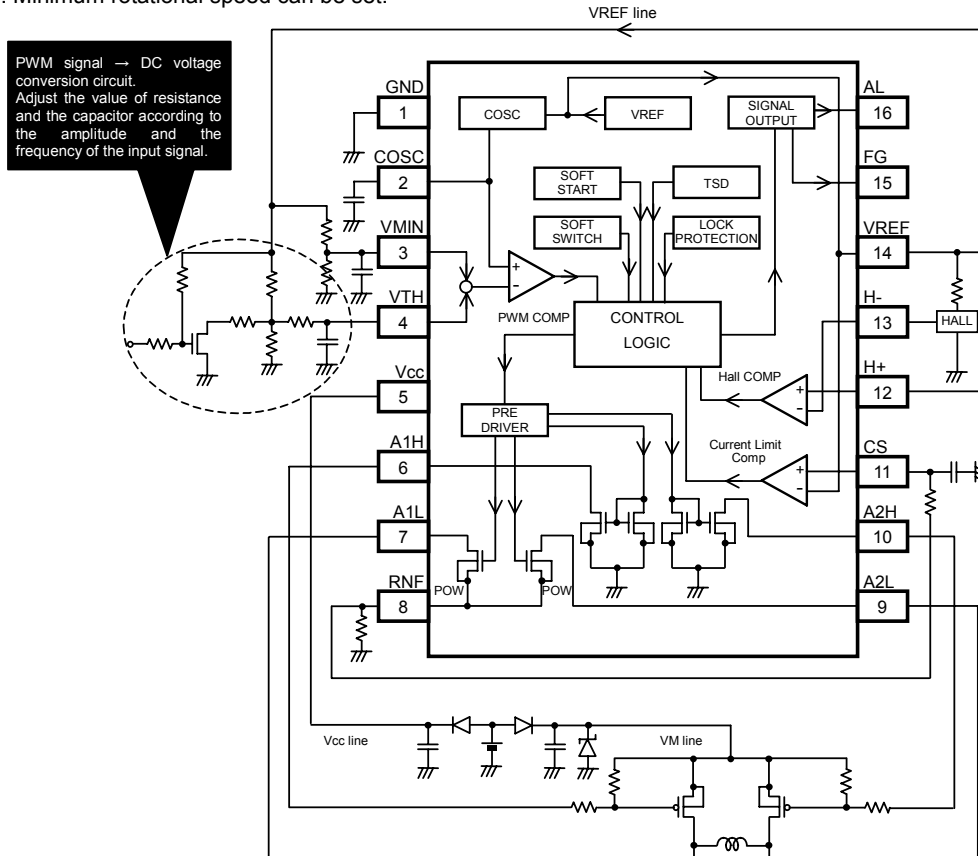 . Minimum rotational speed can be set.
VREF line
PWM signal → DC voltage
conversion circuit.
Adjust the value of resistance
and the capacitor according to
the amplitude and the
frequency of the input signal.
GND
1
COSC
2
VMIN
3
VTH
4
Vcc
5
A1H
6
A1L
7
RNF
8
COSC
VREF
SIGNAL
OUTPUT
SOFT
START
TSD
SOFT
SWITCH
LOCK
PROTECTION
+
-
PWM COMP
CONTROL
LOGIC
Hall COMP
+
-
PRE
DRIVER
Current Limit
Comp
+
-
POW
POW
AL
16
FG
15
VREF
14
H-
13
HALL
H+
12
CS
11
A2H
10
A2L
9
Vcc line
VM line